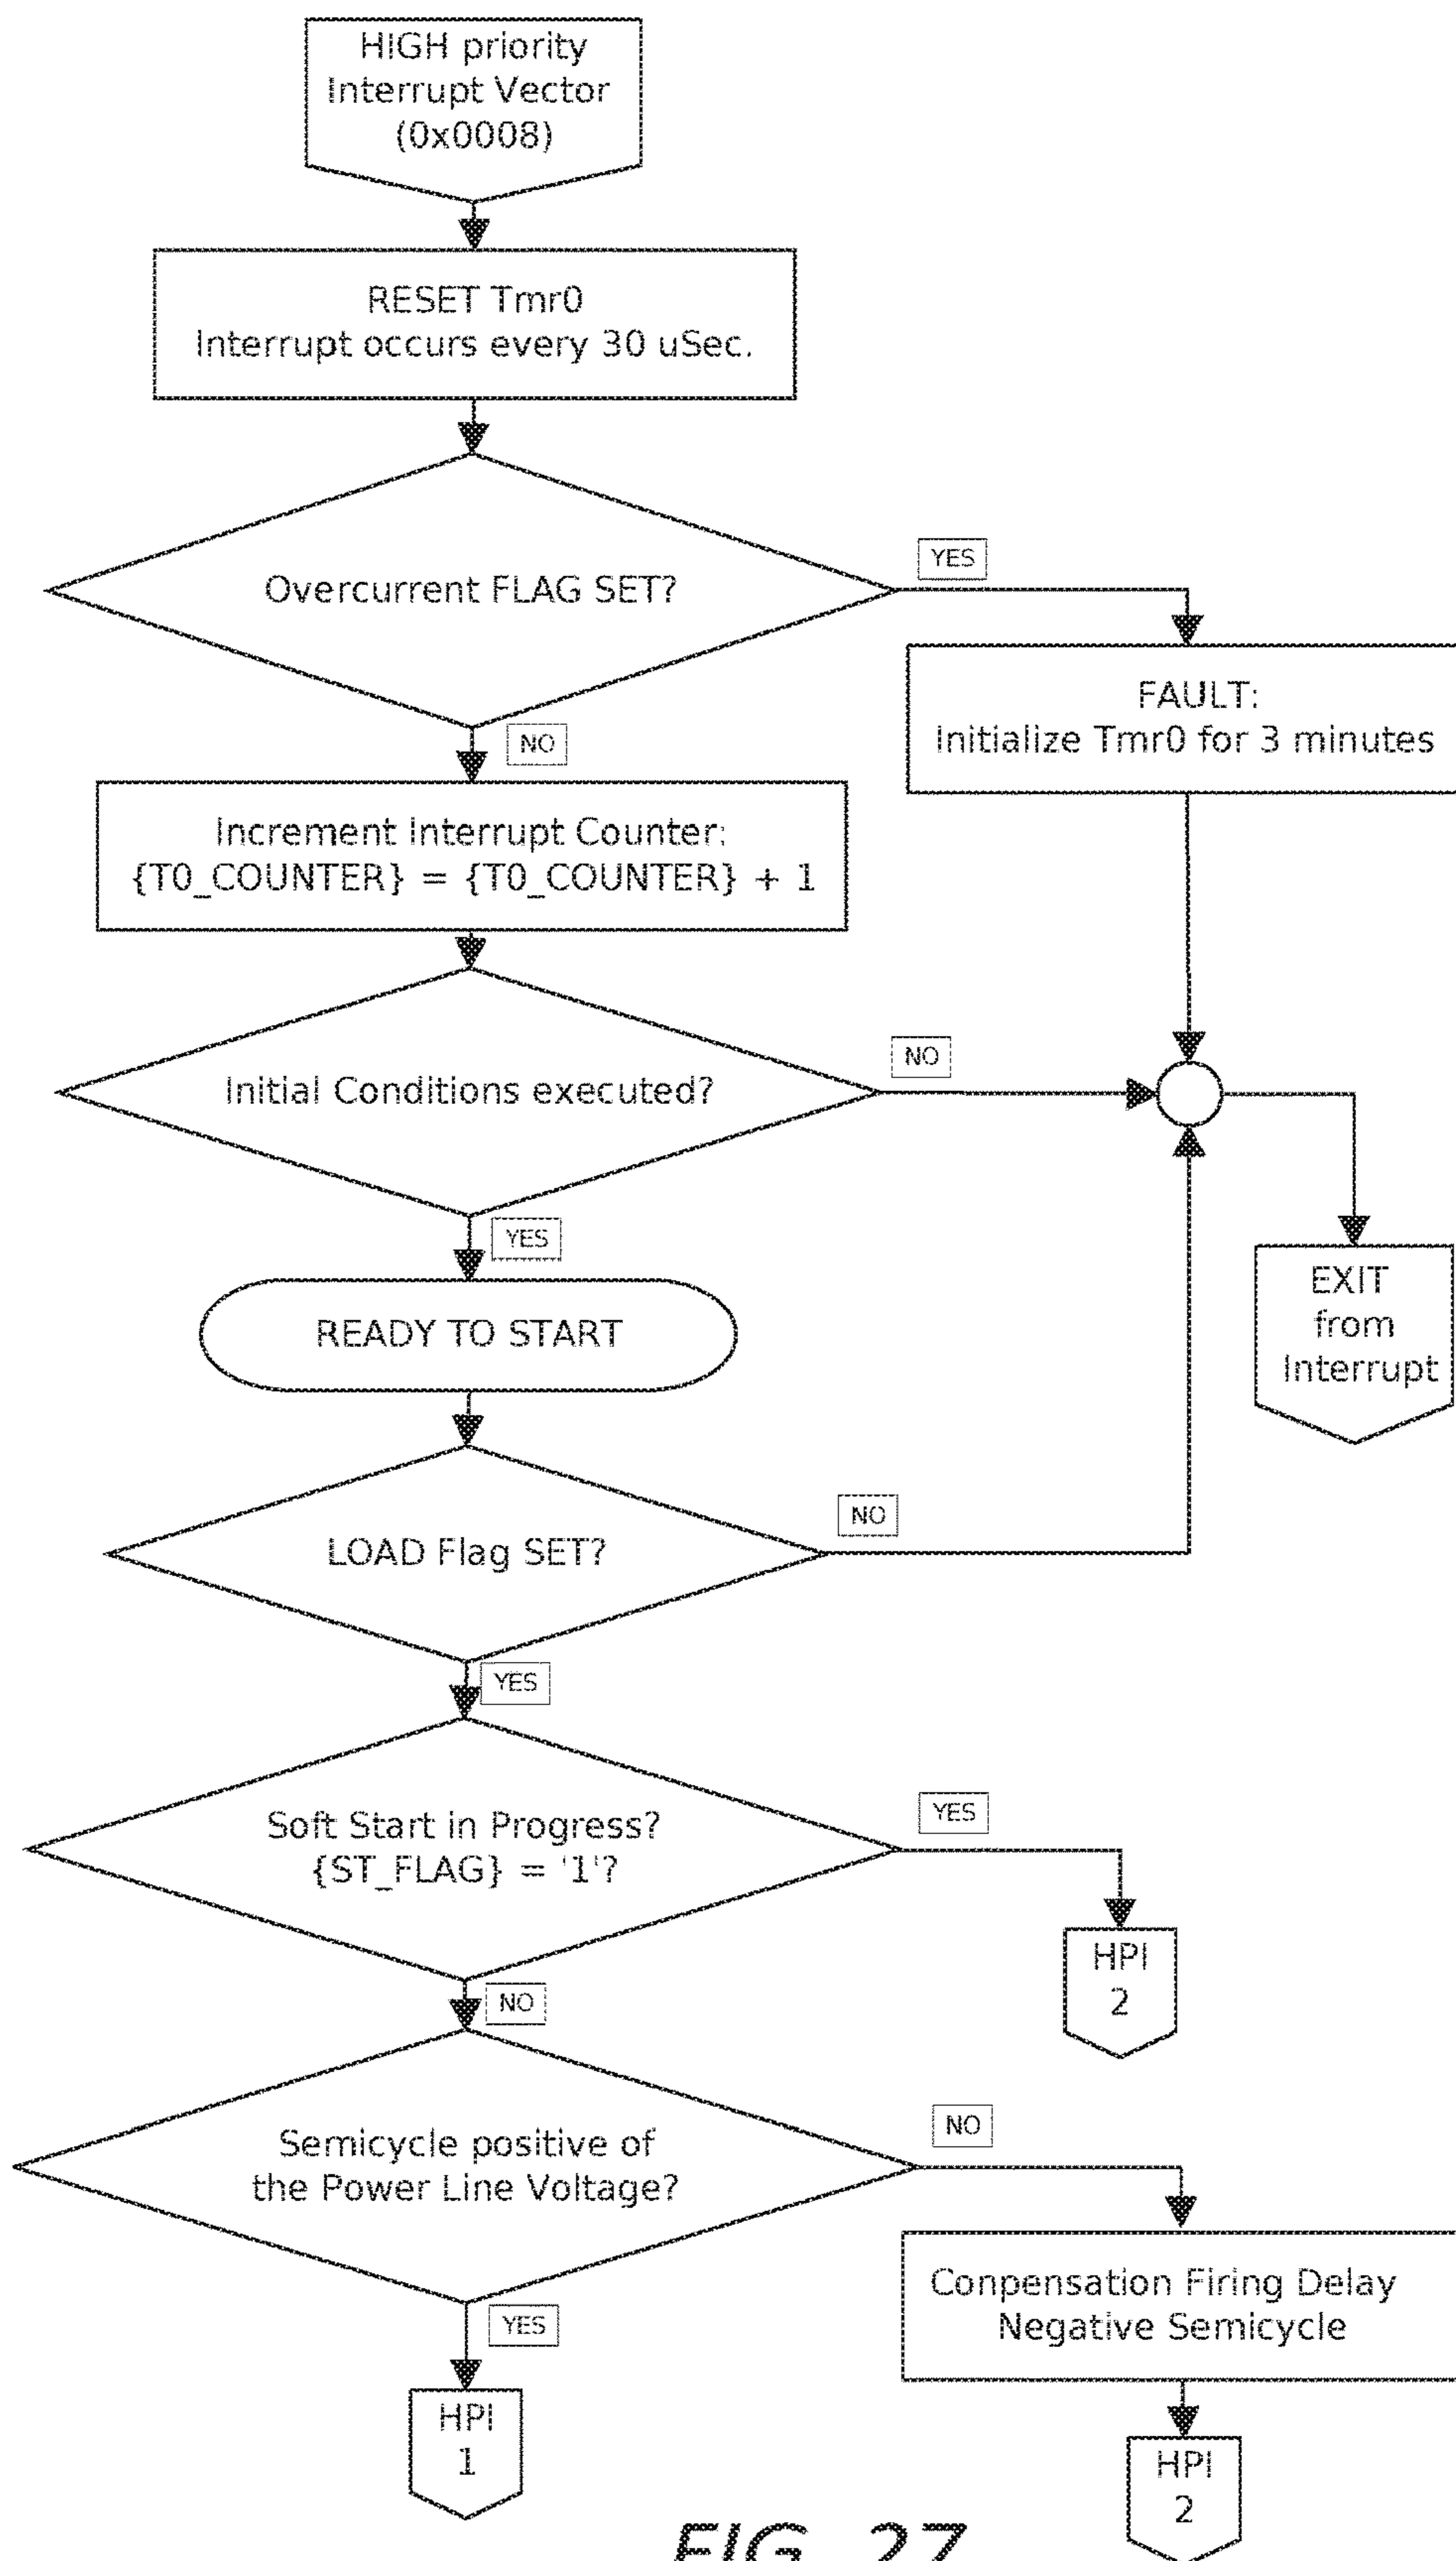 HIGH priority
Interrupt Vector
(0x0008)
RESET Tmr0
Interrupt occurs every 30 uSec.
Overcurrent FLAG SET?
YES
FAULT:
Initialize Tmr0 for 3 minutes
NO
Increment Interrupt Counter:
{T0_COUNTER} = {T0_COUNTER} + 1
Initial Conditions executed?
NO
YES
EXIT
from
Interrupt
READY TO START
LOAD Flag SET?
NO
YES
Soft Start in Progress?
{ST_FLAG} = '1'?
YES
HPI
2
NO
Semicycle positive of
the Power Line Voltage?
NO
Conpensation Firing Delay
Negative Semicycle
YES
HPI
1
HPI
2
FIG. 27